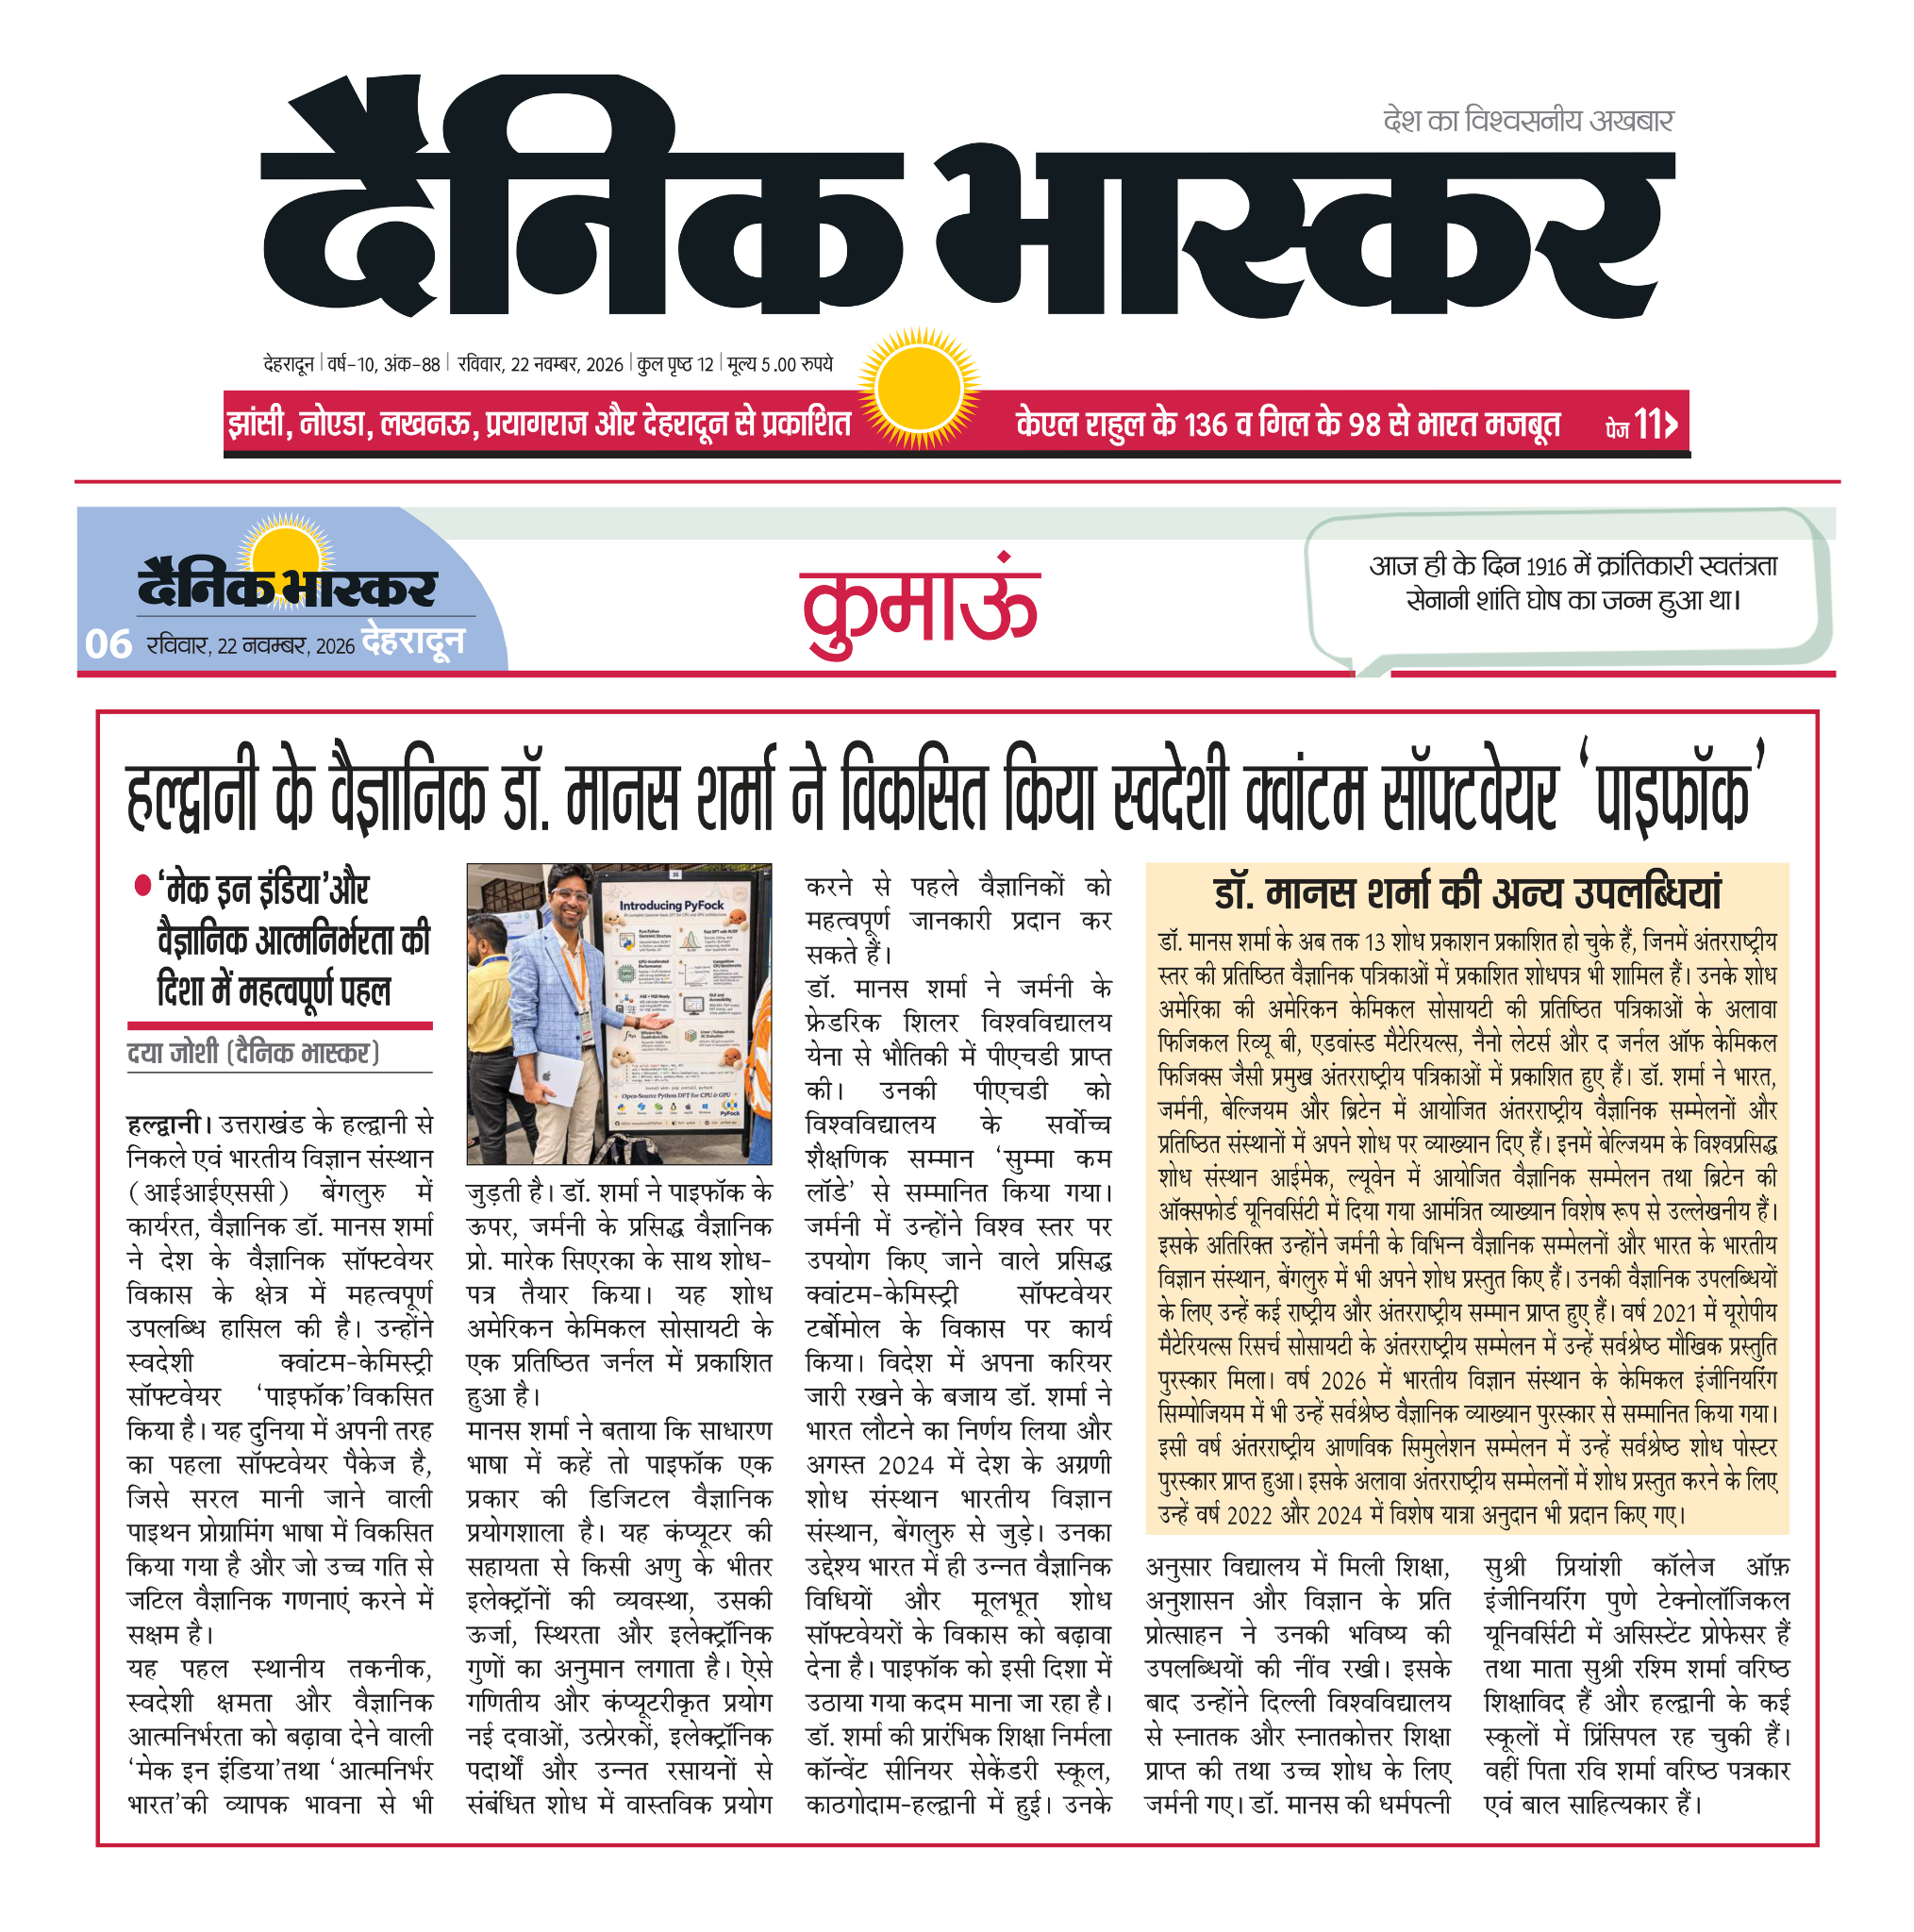 देश का विश्वसनीय अखबार
दैनिक भास्कर
देहरादून | वर्ष-10, अंक-88 | रविवार, 22 नवम्बर, 2026 | कुल पृष्ठ 12 | मूल्य 5.00 रुपये
झांसी, नोएडा, लखनऊ, प्रयागराज और देहरादून से प्रकाशित
केएल राहुल के 136 व गिल के 98 से भारत मजबूत पेज 11
दैनिक भास्कर
06 रविवार, 22 नवम्बर, 2026 देहरादून
कुमाऊं
आज ही के दिन 1916 में क्रांतिकारी स्वतंत्रता
सेनानी शांति घोष का जन्म हुआ था।
हल्द्वानी के वैज्ञानिक डॉ. मानस शर्मा ने विकसित किया स्वदेशी क्वांटम सॉफ्टवेयर ‘पाइफॉक’
‘मेक इन इंडिया’और
वैज्ञानिक आत्मनिर्भरता की
दिशा में महत्वपूर्ण पहल
दया जोशी (दैनिक भास्कर)
हल्द्वानी। उत्तराखंड के हल्द्वानी से
निकले एवं भारतीय विज्ञान संस्थान
(आईआईएससी) बेंगलुरु में
कार्यरत, वैज्ञानिक डॉ. मानस शर्मा
ने देश के वैज्ञानिक सॉफ्टवेयर
विकास के क्षेत्र में महत्वपूर्ण
उपलब्धि हासिल की है। उन्होंने
स्वदेशी क्वांटम-केमिस्ट्री
सॉफ्टवेयर ‘पाइफॉक’विकसित
किया है। यह दुनिया में अपनी तरह
का पहला सॉफ्टवेयर पैकेज है,
जिसे सरल मानी जाने वाली
पाइथन प्रोग्रामिंग भाषा में विकसित
किया गया है और जो उच्च गति से
जटिल वैज्ञानिक गणनाएं करने में
सक्षम है।
यह पहल स्थानीय तकनीक,
स्वदेशी क्षमता और वैज्ञानिक
आत्मनिर्भरता को बढ़ावा देने वाली
‘मेक इन इंडिया’तथा ‘आत्मनिर्भर
भारत’की व्यापक भावना से भी
Introducing PyFock
Open-Source Python DFT for CPU & GPU
PyFock
जुड़ती है। डॉ. शर्मा ने पाइफॉक के
ऊपर, जर्मनी के प्रसिद्ध वैज्ञानिक
प्रो. मारेक सिएरका के साथ शोध-
पत्र तैयार किया। यह शोध
अमेरिकन केमिकल सोसायटी के
एक प्रतिष्ठित जर्नल में प्रकाशित
हुआ है।
मानस शर्मा ने बताया कि साधारण
भाषा में कहें तो पाइफॉक एक
प्रकार की डिजिटल वैज्ञानिक
प्रयोगशाला है। यह कंप्यूटर की
सहायता से किसी अणु के भीतर
इलेक्ट्रॉनों की व्यवस्था, उसकी
ऊर्जा, स्थिरता और इलेक्ट्रॉनिक
गुणों का अनुमान लगाता है। ऐसे
गणितीय और कंप्यूटरीकृत प्रयोग
नई दवाओं, उत्प्रेरकों, इलेक्ट्रॉनिक
पदार्थों और उन्नत रसायनों से
संबंधित शोध में वास्तविक प्रयोग
करने से पहले वैज्ञानिकों को
महत्वपूर्ण जानकारी प्रदान कर
सकते हैं।
डॉ. मानस शर्मा ने जर्मनी के
फ्रेडरिक शिलर विश्वविद्यालय
येना से भौतिकी में पीएचडी प्राप्त
की। उनकी पीएचडी को
विश्वविद्यालय के सर्वोच्च
शैक्षणिक सम्मान ‘सुम्मा कम
लॉडे’ से सम्मानित किया गया।
जर्मनी में उन्होंने विश्व स्तर पर
उपयोग किए जाने वाले प्रसिद्ध
क्वांटम-केमिस्ट्री सॉफ्टवेयर
टर्बोमोल के विकास पर कार्य
किया। विदेश में अपना करियर
जारी रखने के बजाय डॉ. शर्मा ने
भारत लौटने का निर्णय लिया और
अगस्त 2024 में देश के अग्रणी
शोध संस्थान भारतीय विज्ञान
संस्थान, बेंगलुरु से जुड़े। उनका
उद्देश्य भारत में ही उन्नत वैज्ञानिक
विधियों और मूलभूत शोध
सॉफ्टवेयरों के विकास को बढ़ावा
देना है। पाइफॉक को इसी दिशा में
उठाया गया कदम माना जा रहा है।
डॉ. शर्मा की प्रारंभिक शिक्षा निर्मला
कॉन्वेंट सीनियर सेकेंडरी स्कूल,
काठगोदाम-हल्द्वानी में हुई। उनके
डॉ. मानस शर्मा की अन्य उपलब्धियां
डॉ. मानस शर्मा के अब तक 13 शोध प्रकाशन प्रकाशित हो चुके हैं, जिनमें अंतरराष्ट्रीय
स्तर की प्रतिष्ठित वैज्ञानिक पत्रिकाओं में प्रकाशित शोधपत्र भी शामिल हैं। उनके शोध
अमेरिका की अमेरिकन केमिकल सोसायटी की प्रतिष्ठित पत्रिकाओं के अलावा
फिजिकल रिव्यू बी, एडवांस्ड मैटेरियल्स, नैनो लेटर्स और द जर्नल ऑफ केमिकल
फिजिक्स जैसी प्रमुख अंतरराष्ट्रीय पत्रिकाओं में प्रकाशित हुए हैं। डॉ. शर्मा ने भारत,
जर्मनी, बेल्जियम और ब्रिटेन में आयोजित अंतरराष्ट्रीय वैज्ञानिक सम्मेलनों और
प्रतिष्ठित संस्थानों में अपने शोध पर व्याख्यान दिए हैं। इनमें बेल्जियम के विश्वप्रसिद्ध
शोध संस्थान आईमेक, ल्यूवेन में आयोजित वैज्ञानिक सम्मेलन तथा ब्रिटेन की
ऑक्सफोर्ड यूनिवर्सिटी में दिया गया आमंत्रित व्याख्यान विशेष रूप से उल्लेखनीय हैं।
इसके अतिरिक्त उन्होंने जर्मनी के विभिन्न वैज्ञानिक सम्मेलनों और भारत के भारतीय
विज्ञान संस्थान, बेंगलुरु में भी अपने शोध प्रस्तुत किए हैं। उनकी वैज्ञानिक उपलब्धियों
के लिए उन्हें कई राष्ट्रीय और अंतरराष्ट्रीय सम्मान प्राप्त हुए हैं। वर्ष 2021 में यूरोपीय
मैटेरियल्स रिसर्च सोसायटी के अंतरराष्ट्रीय सम्मेलन में उन्हें सर्वश्रेष्ठ मौखिक प्रस्तुति
पुरस्कार मिला। वर्ष 2026 में भारतीय विज्ञान संस्थान के केमिकल इंजीनियरिंग
सिम्पोजियम में भी उन्हें सर्वश्रेष्ठ वैज्ञानिक व्याख्यान पुरस्कार से सम्मानित किया गया।
इसी वर्ष अंतरराष्ट्रीय आणविक सिमुलेशन सम्मेलन में उन्हें सर्वश्रेष्ठ शोध पोस्टर
पुरस्कार प्राप्त हुआ। इसके अलावा अंतरराष्ट्रीय सम्मेलनों में शोध प्रस्तुत करने के लिए
उन्हें वर्ष 2022 और 2024 में विशेष यात्रा अनुदान भी प्रदान किए गए।
अनुसार विद्यालय में मिली शिक्षा,
अनुशासन और विज्ञान के प्रति
प्रोत्साहन ने उनकी भविष्य की
उपलब्धियों की नींव रखी। इसके
बाद उन्होंने दिल्ली विश्वविद्यालय
से स्नातक और स्नातकोत्तर शिक्षा
प्राप्त की तथा उच्च शोध के लिए
जर्मनी गए। डॉ. मानस की धर्मपत्नी
सुश्री प्रियांशी कॉलेज ऑफ़
इंजीनियरिंग पुणे टेक्नोलॉजिकल
यूनिवर्सिटी में असिस्टेंट प्रोफेसर हैं
तथा माता सुश्री रश्मि शर्मा वरिष्ठ
शिक्षाविद हैं और हल्द्वानी के कई
स्कूलों में प्रिंसिपल रह चुकी हैं।
वहीं पिता रवि शर्मा वरिष्ठ पत्रकार
एवं बाल साहित्यकार हैं।